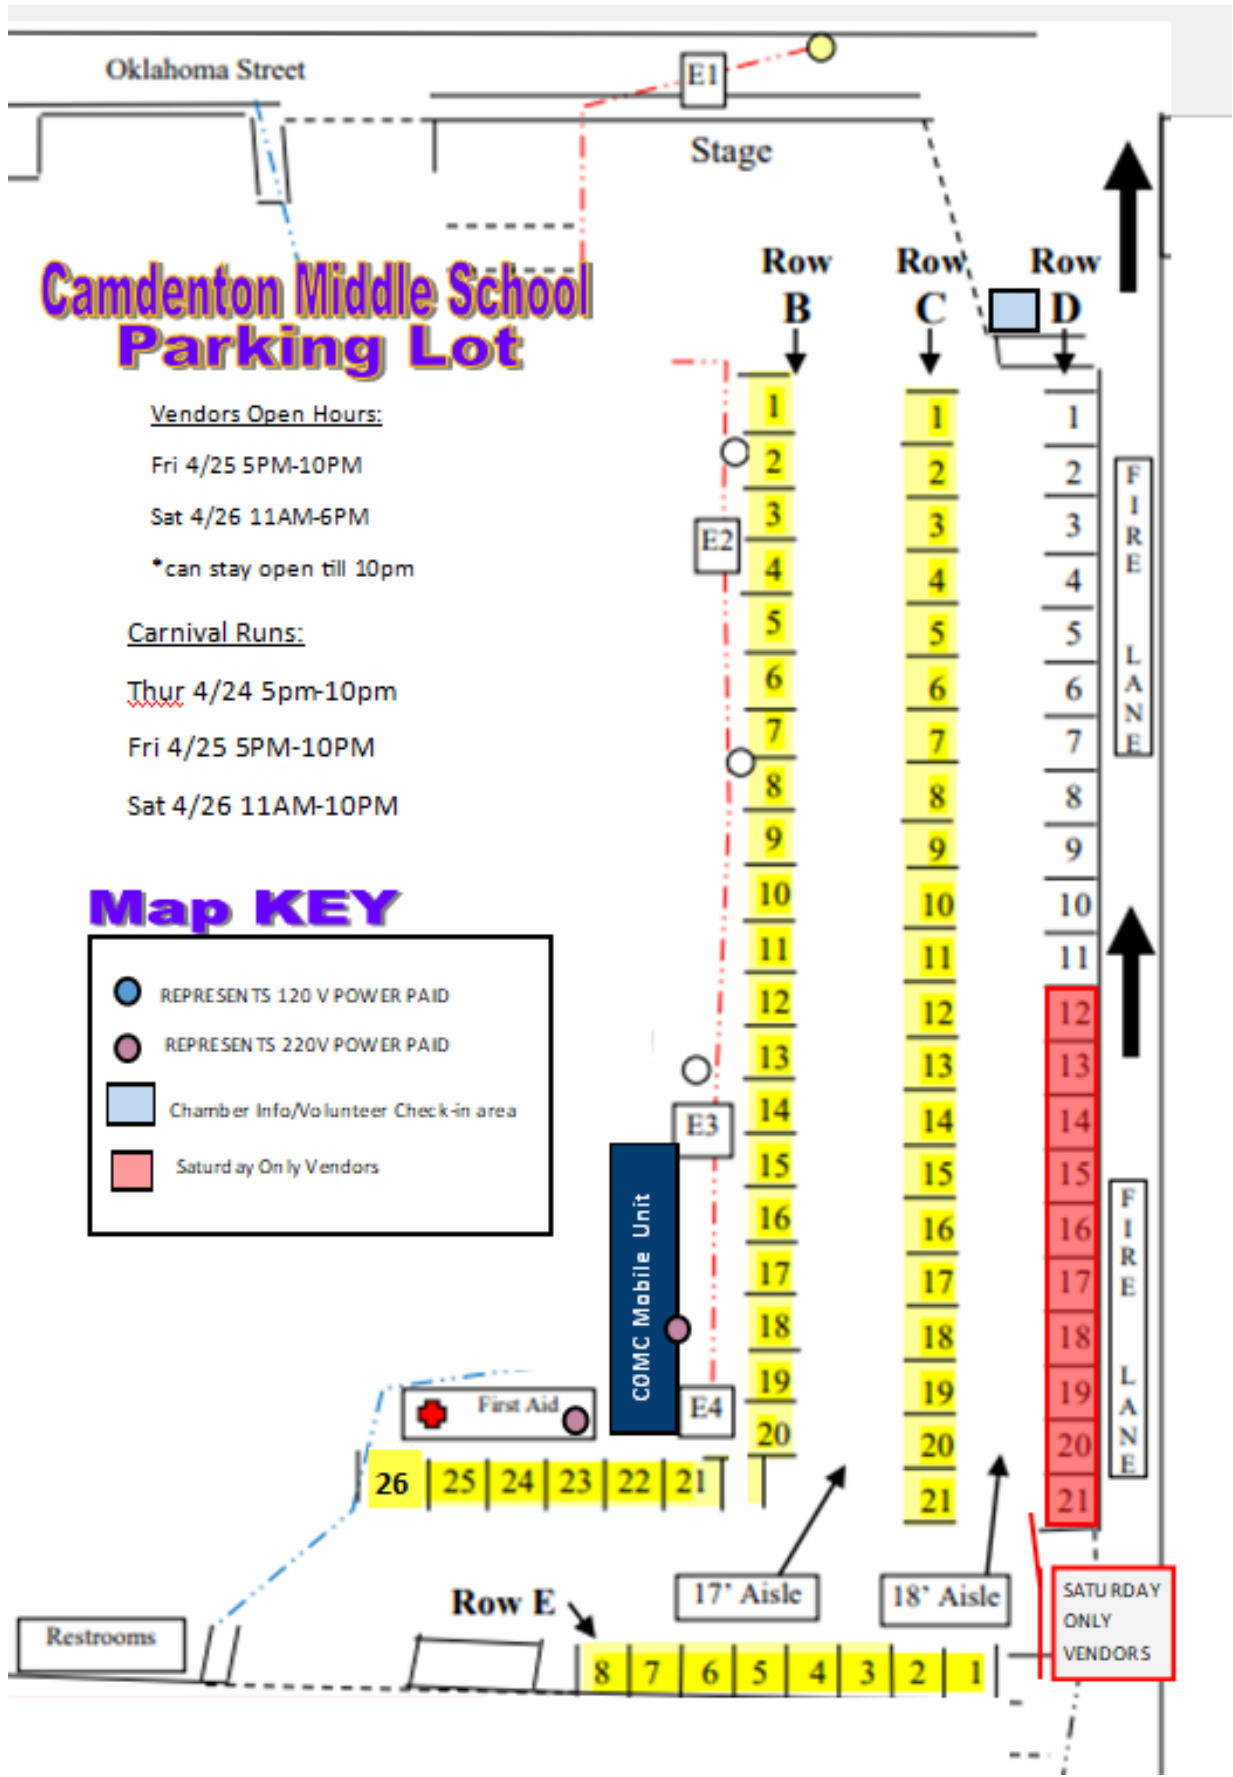 Oklahoma Street
E1
Stage
Camdenton Middle School
Parking Lot
Row
B
Row
C
Row
D
Vendors Open Hours:
Fri 4/25 5PM-10PM
Sat 4/26 11AM-6PM
*can stay open till 10pm
Carnival Runs:
Thur 4/24 5pm-10pm
Fri 4/25 5PM-10PM
Sat 4/26 11AM-10PM
Map KEY
REPRESENTS 120 V POWER PAID
REPRESENTS 220V POWER PAID
Chamber Info/Volunteer Check-in area
Saturday Only Vendors
E2
E3
E4
COMC Mobile Unit
First Aid
1
2
3
4
5
6
7
8
9
10
11
12
13
14
15
16
17
18
19
20
26 25 24 23 22 21
1
2
3
4
5
6
7
8
9
10
11
12
13
14
15
16
17
18
19
20
21
1
2
3
4
5
6
7
8
9
10
11
12
13
14
15
16
17
18
19
20
21
FIRE LANE
FIRE LANE
17' Aisle
18' Aisle
SATURDAY
ONLY
VENDORS
Row E
Restrooms
8 7 6 5 4 3 2 1